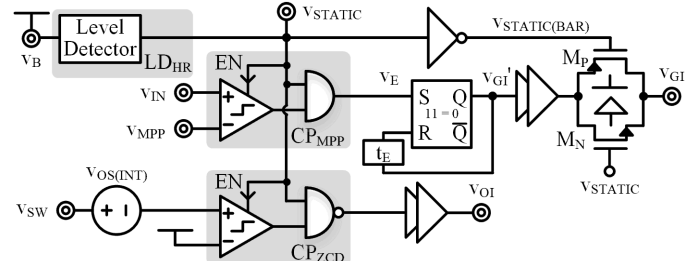 Level
Detector
LD_HR
v_B
v_STATIC
v_STATIC(BAR)
EN
v_IN
v_MPP
CP_MPP
v_E
S Q
11 = 0
R Q̅
t_E
v_GI'
M_P
M_N
v_GI
v_STATIC
v_OS(INT)
v_SW
+ −
EN
CP_ZCD
v_OI